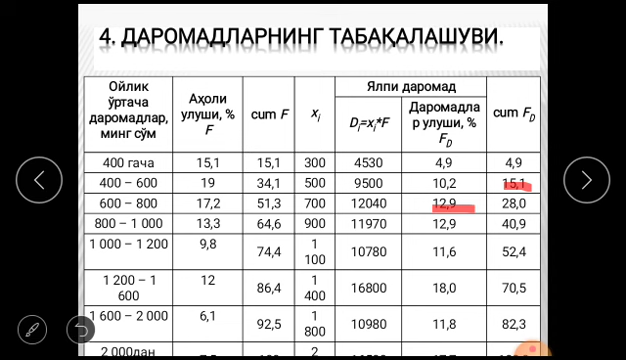 4. ДАРОМАДЛАРНИНГ ТАБАҚАЛАШУВИ.
Ойлик ўртача даромадлар, минг сўм | Аҳоли улуши, % F | cum F | xi | Ялпи даромад | cum FD
Di=xi*F | Даромадла р улуши, % FD
400 гача | 15,1 | 15,1 | 300 | 4530 | 4,9 | 4,9
400 – 600 | 19 | 34,1 | 500 | 9500 | 10,2 | 15,1
600 – 800 | 17,2 | 51,3 | 700 | 12040 | 12,9 | 28,0
800 – 1 000 | 13,3 | 64,6 | 900 | 11970 | 12,9 | 40,9
1 000 – 1 200 | 9,8 | 74,4 | 1 100 | 10780 | 11,6 | 52,4
1 200 – 1 600 | 12 | 86,4 | 1 400 | 16800 | 18,0 | 70,5
1 600 – 2 000 | 6,1 | 92,5 | 1 800 | 10980 | 11,8 | 82,3
2 000дан | 2